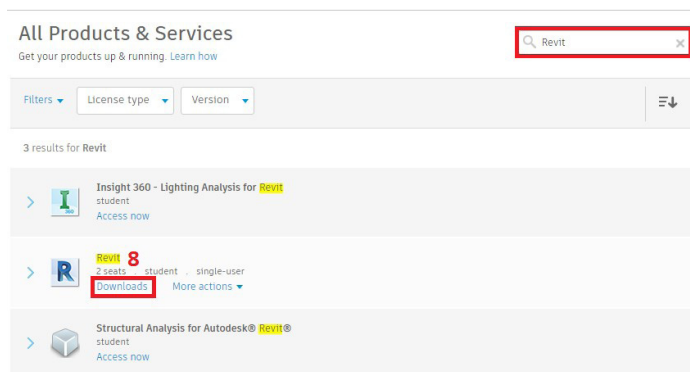 All Products & Services
Revit
Get your products up & running. Learn how
Filters License type Version
3 results for Revit
Insight 360 - Lighting Analysis for Revit
student
Access now
I
360
Revit 8
2 seats . student . single-user
Downloads More actions
R
Structural Analysis for Autodesk® Revit®
student
Access now